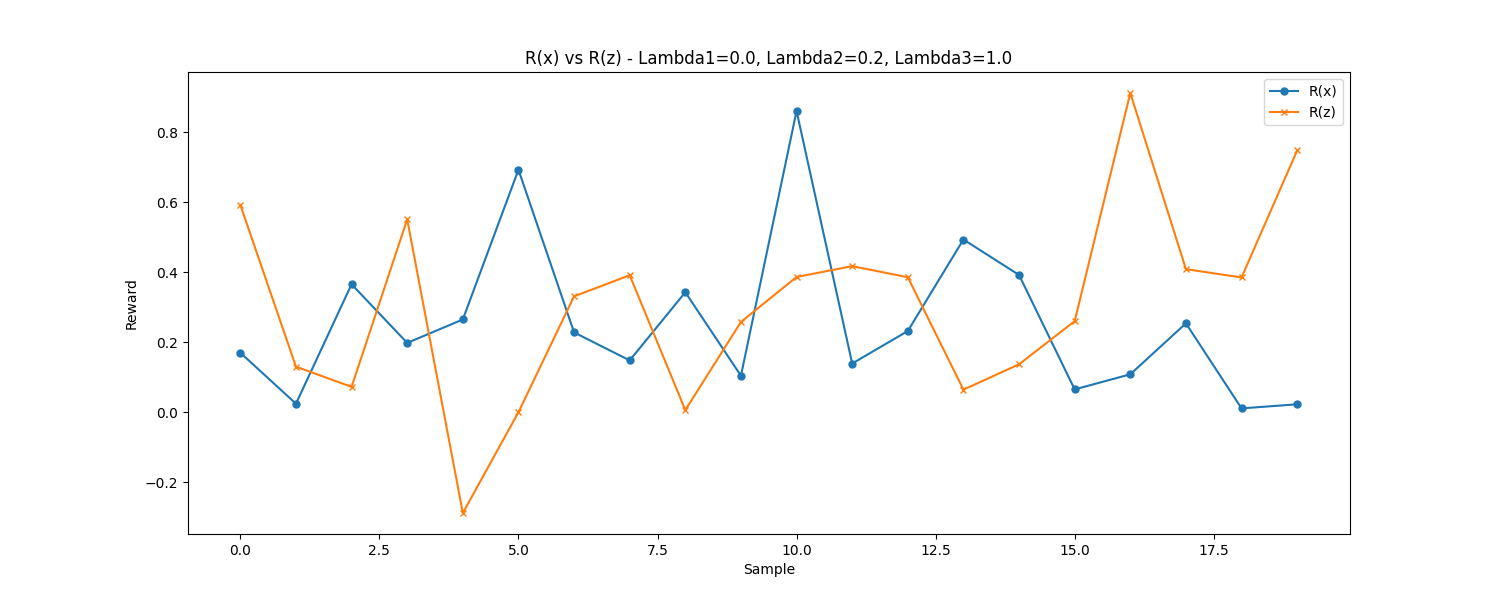 R(x) vs R(z) - Lambda1=0.0, Lambda2=0.2, Lambda3=1.0
R(x)
R(z)
0.8
0.6
0.4
0.2
0.0
−0.2
Reward
0.0 2.5 5.0 7.5 10.0 12.5 15.0 17.5
Sample